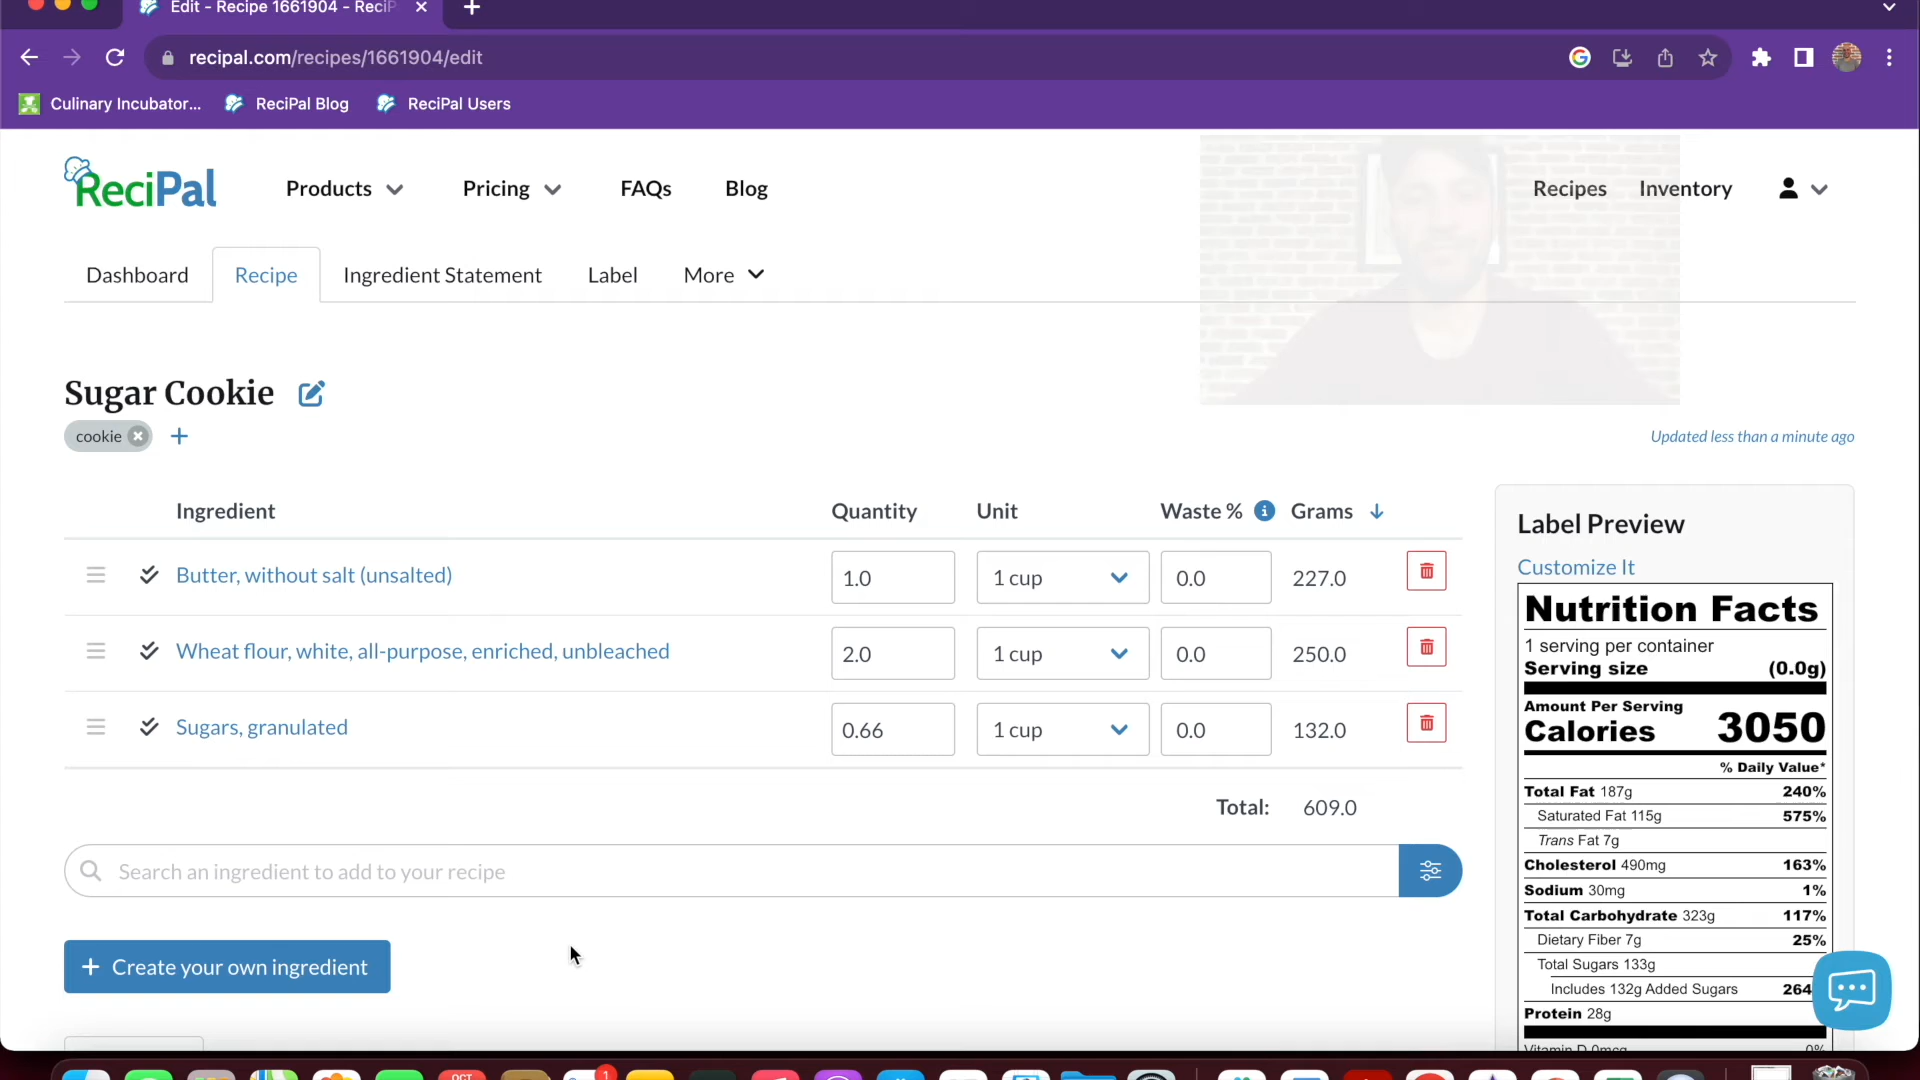 Edit - Recipe 1661904 - ReciP
recipal.com/recipes/1661904/edit
Culinary Incubator...
ReciPal Blog
ReciPal Users
ReciPal
Products
Pricing
FAQs
Blog
Recipes
Inventory
Dashboard
Recipe
Ingredient Statement
Label
More
Sugar Cookie
cookie
Updated less than a minute ago
Ingredient Quantity Unit Waste % Grams
Butter, without salt (unsalted) 1.0 1 cup 0.0 227.0
Wheat flour, white, all-purpose, enriched, unbleached 2.0 1 cup 0.0 250.0
Sugars, granulated 0.66 1 cup 0.0 132.0
Total: 609.0
Search an ingredient to add to your recipe
+ Create your own ingredient
Label Preview
Customize It
Nutrition Facts
1 serving per container
Serving size (0.0g)
Amount Per Serving
Calories 3050
% Daily Value*
Total Fat 187g 240%
Saturated Fat 115g 575%
Trans Fat 7g
Cholesterol 490mg 163%
Sodium 30mg 1%
Total Carbohydrate 323g 117%
Dietary Fiber 7g 25%
Total Sugars 133g
Includes 132g Added Sugars 264
Protein 28g
Vitamin D 0mcg 0%
OCT
1